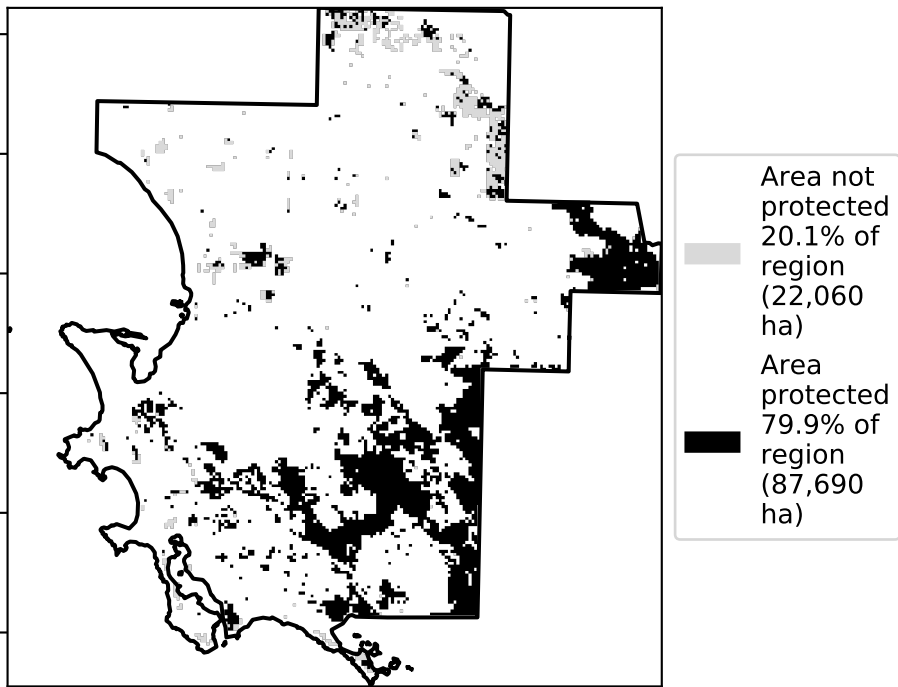 Area not
protected
20.1% of
region
(22,060
ha)
Area
protected
79.9% of
region
(87,690
ha)